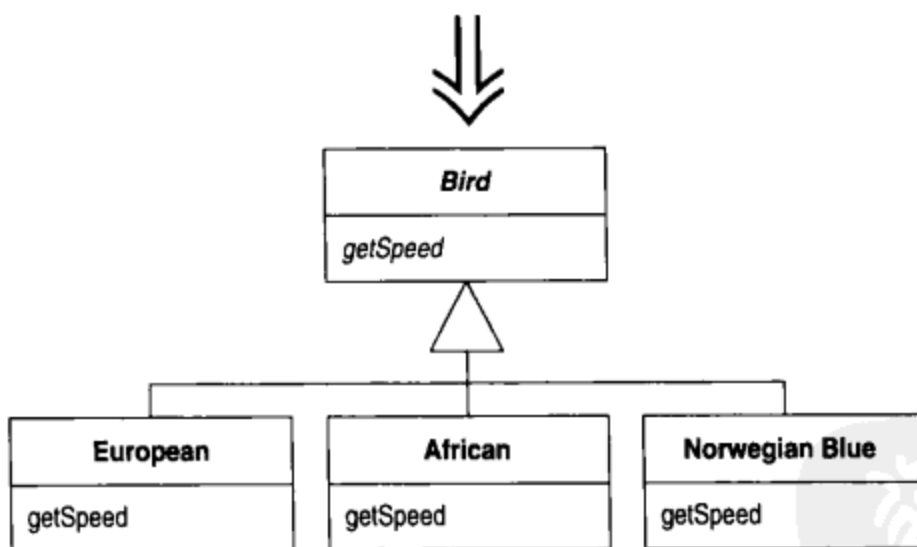 Bird
getSpeed
European
African
Norwegian Blue
getSpeed
getSpeed
getSpeed